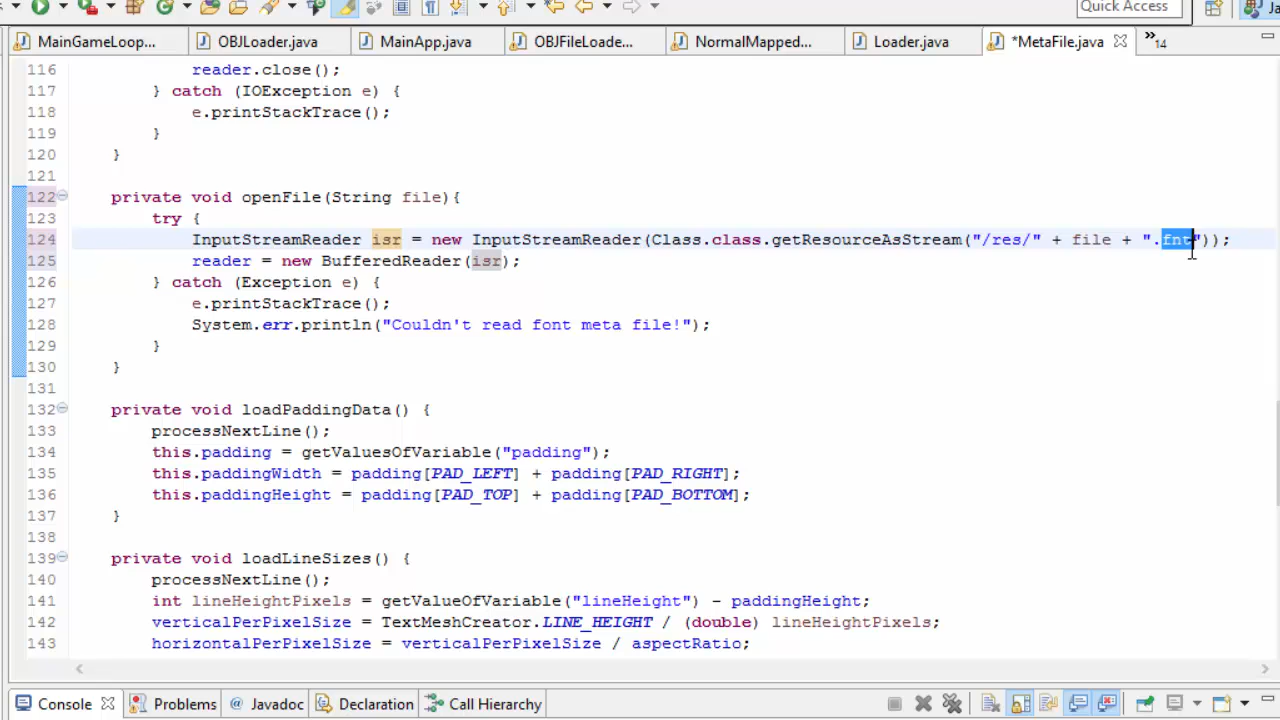 Quick Access
Ja
MainGameLoop... OBJLoader.java MainApp.java OBJFileLoade... NormalMapped... Loader.java *MetaFile.java »14
116 reader.close();
117 } catch (IOException e) {
118 e.printStackTrace();
119 }
120 }
121
122 private void openFile(String file){
123 try {
124 InputStreamReader isr = new InputStreamReader(Class.class.getResourceAsStream("/res/" + file + ".fnt"));
125 reader = new BufferedReader(isr);
126 } catch (Exception e) {
127 e.printStackTrace();
128 System.err.println("Couldn't read font meta file!");
129 }
130 }
131
132 private void loadPaddingData() {
133 processNextLine();
134 this.padding = getValuesOfVariable("padding");
135 this.paddingWidth = padding[PAD_LEFT] + padding[PAD_RIGHT];
136 this.paddingHeight = padding[PAD_TOP] + padding[PAD_BOTTOM];
137 }
138
139 private void loadLineSizes() {
140 processNextLine();
141 int lineHeightPixels = getValueOfVariable("lineHeight") - paddingHeight;
142 verticalPerPixelSize = TextMeshCreator.LINE_HEIGHT / (double) lineHeightPixels;
143 horizontalPerPixelSize = verticalPerPixelSize / aspectRatio;
Console Problems @ Javadoc Declaration Call Hierarchy